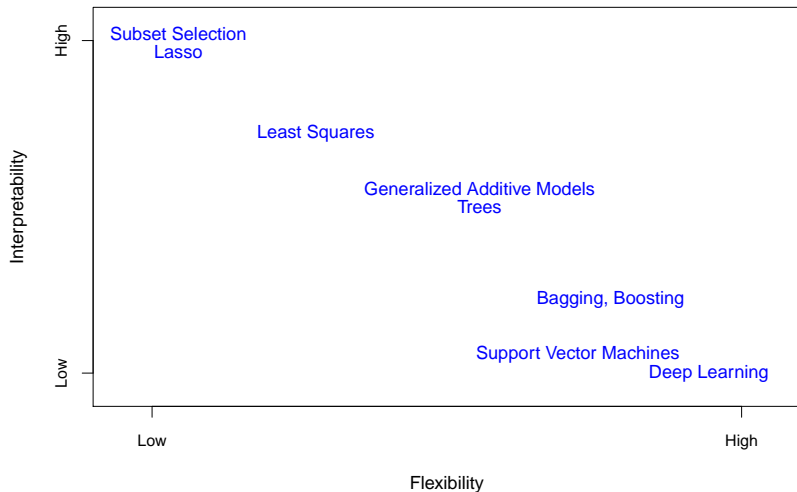 High
Subset Selection
Lasso
Least Squares
Interpretability
Generalized Additive Models
Trees
Bagging, Boosting
Support Vector Machines
Low
Deep Learning
Low
High
Flexibility